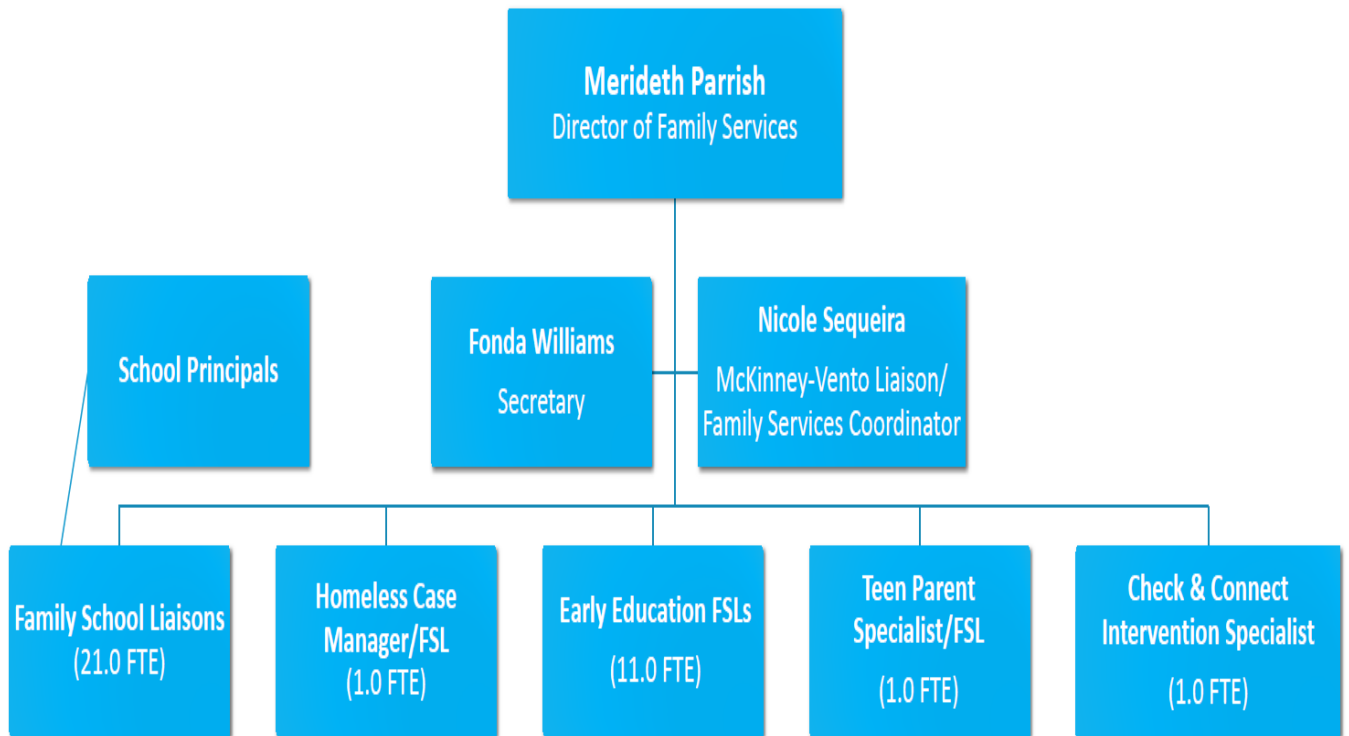 Merideth Parrish
Director of Family Services
School Principals
Fonda Williams
Secretary
Nicole Sequeira
McKinney-Vento Liaison/
Family Services Coordinator
Family School Liaisons
(21.0 FTE)
Homeless Case
Manager/FSL
(1.0 FTE)
Early Education FSLs
(11.0 FTE)
Teen Parent
Specialist/FSL
(1.0 FTE)
Check & Connect
Intervention Specialist
(1.0 FTE)